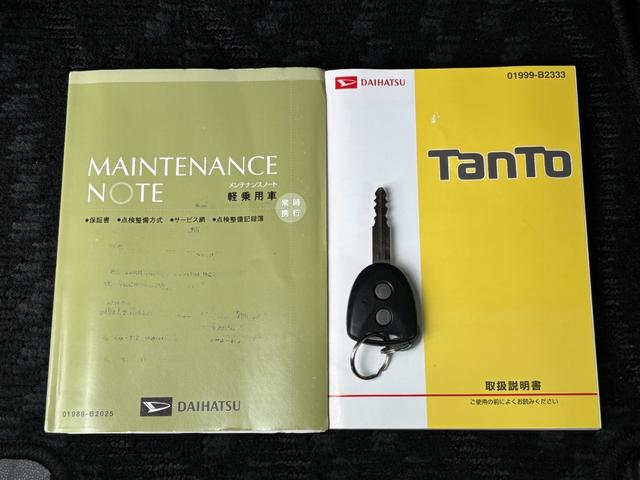 MAINTENANCE
NOTE
メンテナンスノート
軽乗用車
常時
携行
●保証書 ●点検整備方式 ●サービス網 ●点検整備記録簿
01989-B2025
DAIHATSU
DAIHATSU
01999-B2333
TanTo
取扱説明書
ご使用の前によくお読みください